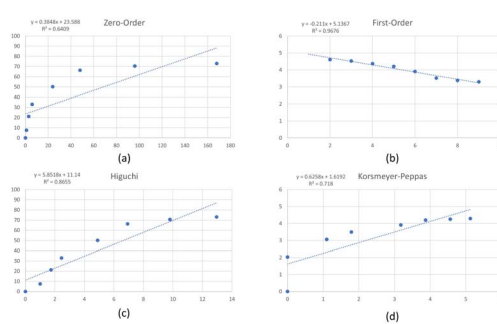 y = 0.3848x + 23.588
R² = 0.6409
Zero-Order
100
90
80
70
60
50
40
30
20
10
0
0 20 40 60 80 100 120 140 160 180
(a)
y = -0.211x + 5.1367
R² = 0.9676
First-Order
6
5
4
3
2
1
0
0 2 4 6 8
(b)
y = 5.8518x + 11.14
R² = 0.8655
Higuchi
100
90
80
70
60
50
40
30
20
10
0
0 2 4 6 8 10 12 14
(c)
y = 0.6258x + 1.6192
R² = 0.718
Korsmeyer-Peppas
6
5
4
3
2
1
0
0 1 2 3 4 5
(d)